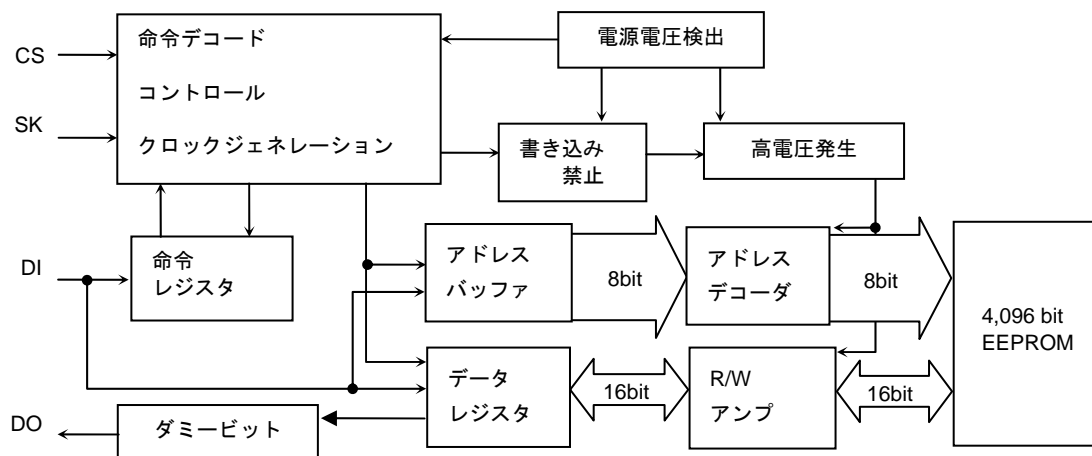 CS
命令デコード
コントロール
クロックジェネレーション
電源電圧検出
SK
書き込み
禁止
高電圧発生
DI
命令
レジスタ
アドレス
バッファ
8bit
アドレス
デコーダ
8bit
4,096 bit
EEPROM
データ
レジスタ
16bit
R/W
アンプ
16bit
DO
ダミービット